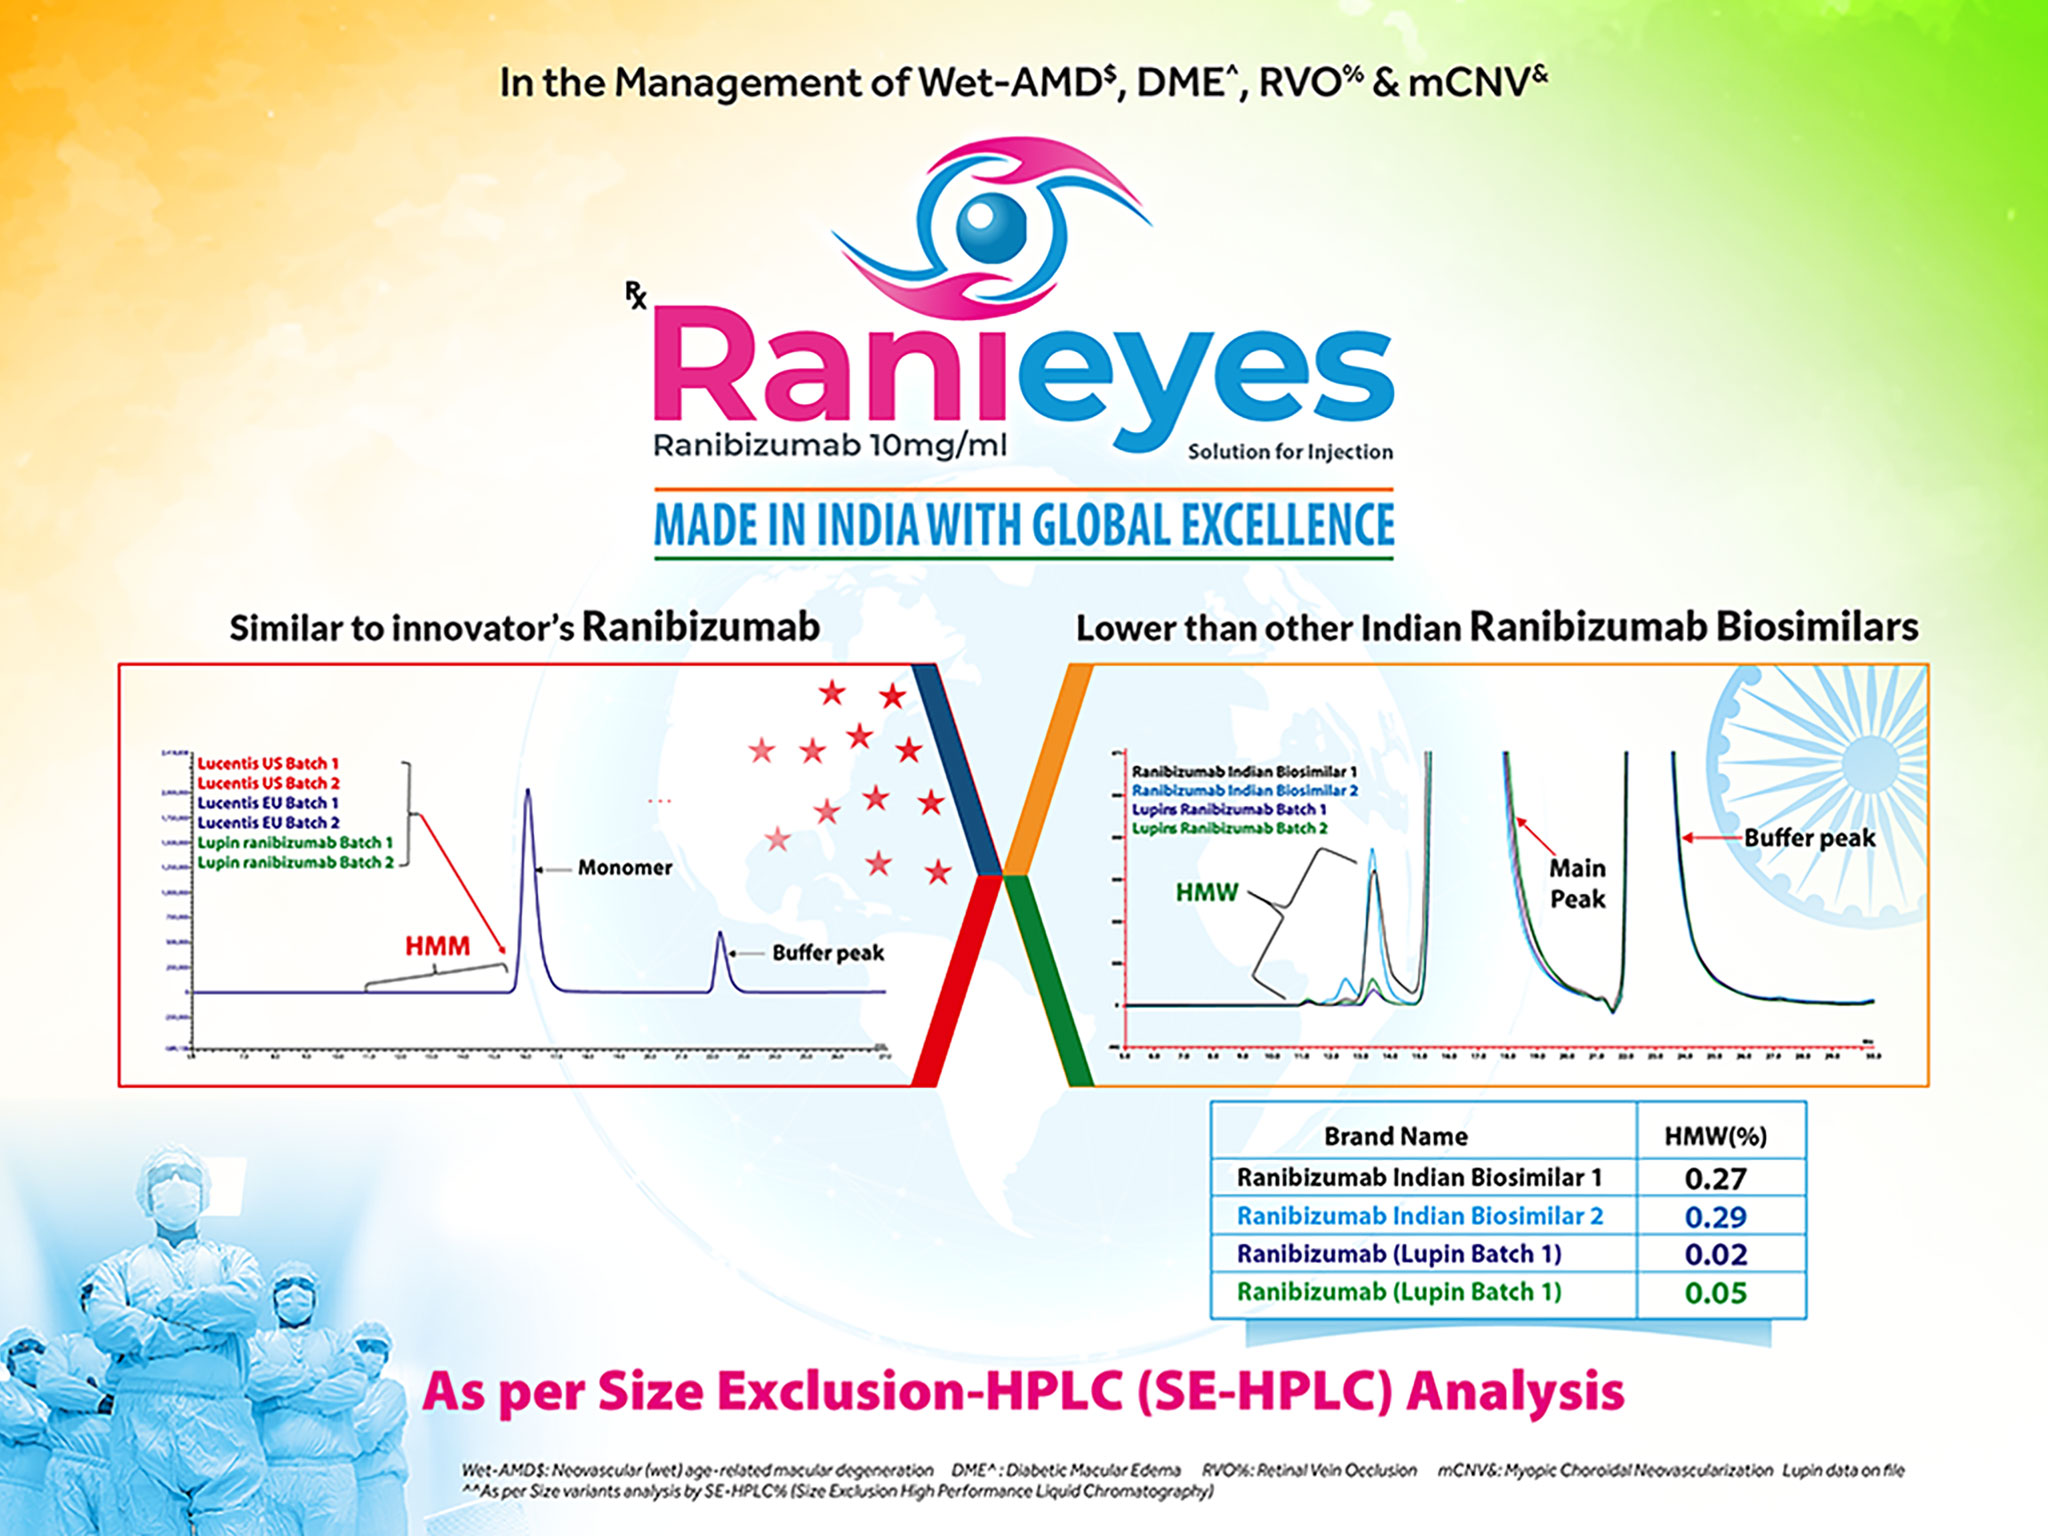 In the Management of Wet-AMD$, DME^, RVO% & mCNV&
Rx
Ranieyes
Ranibizumab 10mg/ml
Solution for Injection
MADE IN INDIA WITH GLOBAL EXCELLENCE
Similar to innovator's Ranibizumab
Lucentis US Batch 1
Lucentis US Batch 2
Lucentis EU Batch 1
Lucentis EU Batch 2
Lupin ranibizumab Batch 1
Lupin ranibizumab Batch 2
HMM
Monomer
Buffer peak
Lower than other Indian Ranibizumab Biosimilars
Ranibizumab Indian Biosimilar 1
Ranibizumab Indian Biosimilar 2
Lupins Ranibizumab Batch 1
Lupins Ranibizumab Batch 2
HMW
Main
Peak
Buffer peak
Brand Name HMW(%)
Ranibizumab Indian Biosimilar 1 0.27
Ranibizumab Indian Biosimilar 2 0.29
Ranibizumab (Lupin Batch 1) 0.02
Ranibizumab (Lupin Batch 1) 0.05
As per Size Exclusion-HPLC (SE-HPLC) Analysis
Wet-AMD$: Neovascular (wet) age-related macular degeneration DME^: Diabetic Macular Edema RVO%: Retinal Vein Occlusion mCNV&: Myopic Choroidal Neovascularization Lupin data on file
^^As per Size variants analysis by SE-HPLC% (Size Exclusion High Performance Liquid Chromatography)